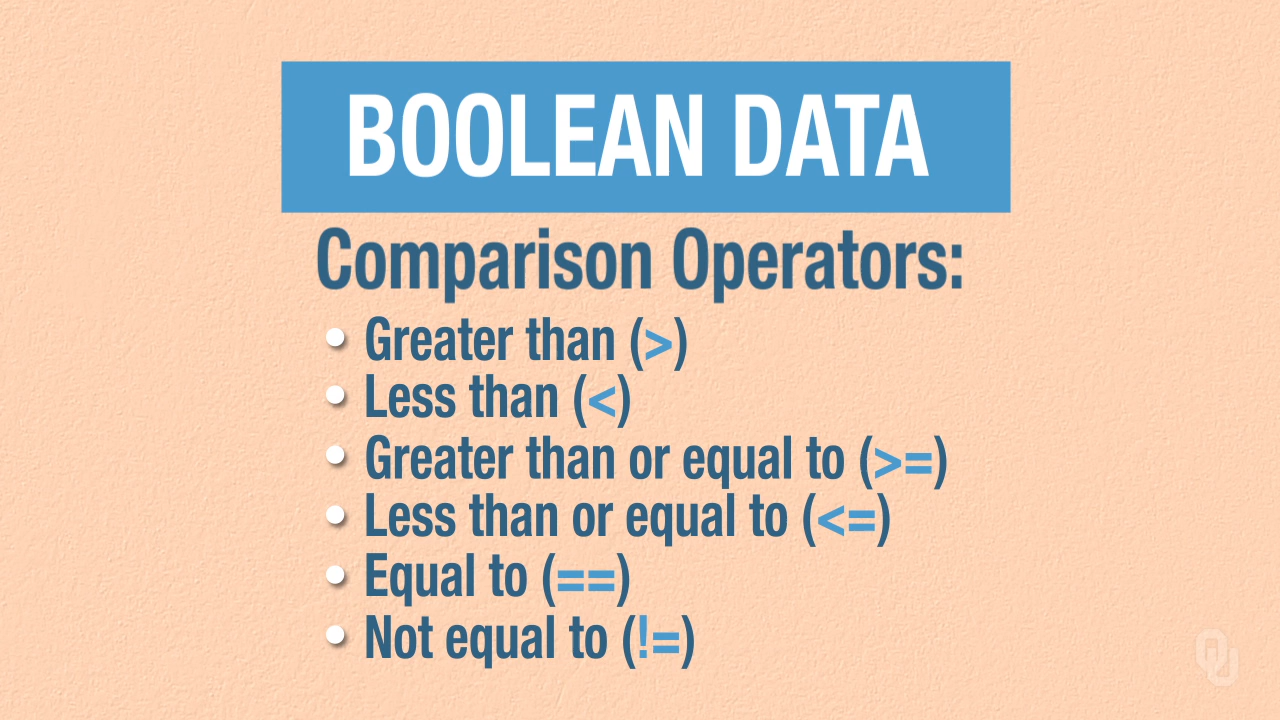 BOOLEAN DATA
Comparison Operators:
• Greater than (>)
• Less than (<)
• Greater than or equal to (>=)
• Less than or equal to (<=)
• Equal to (==)
• Not equal to (!=)
OU